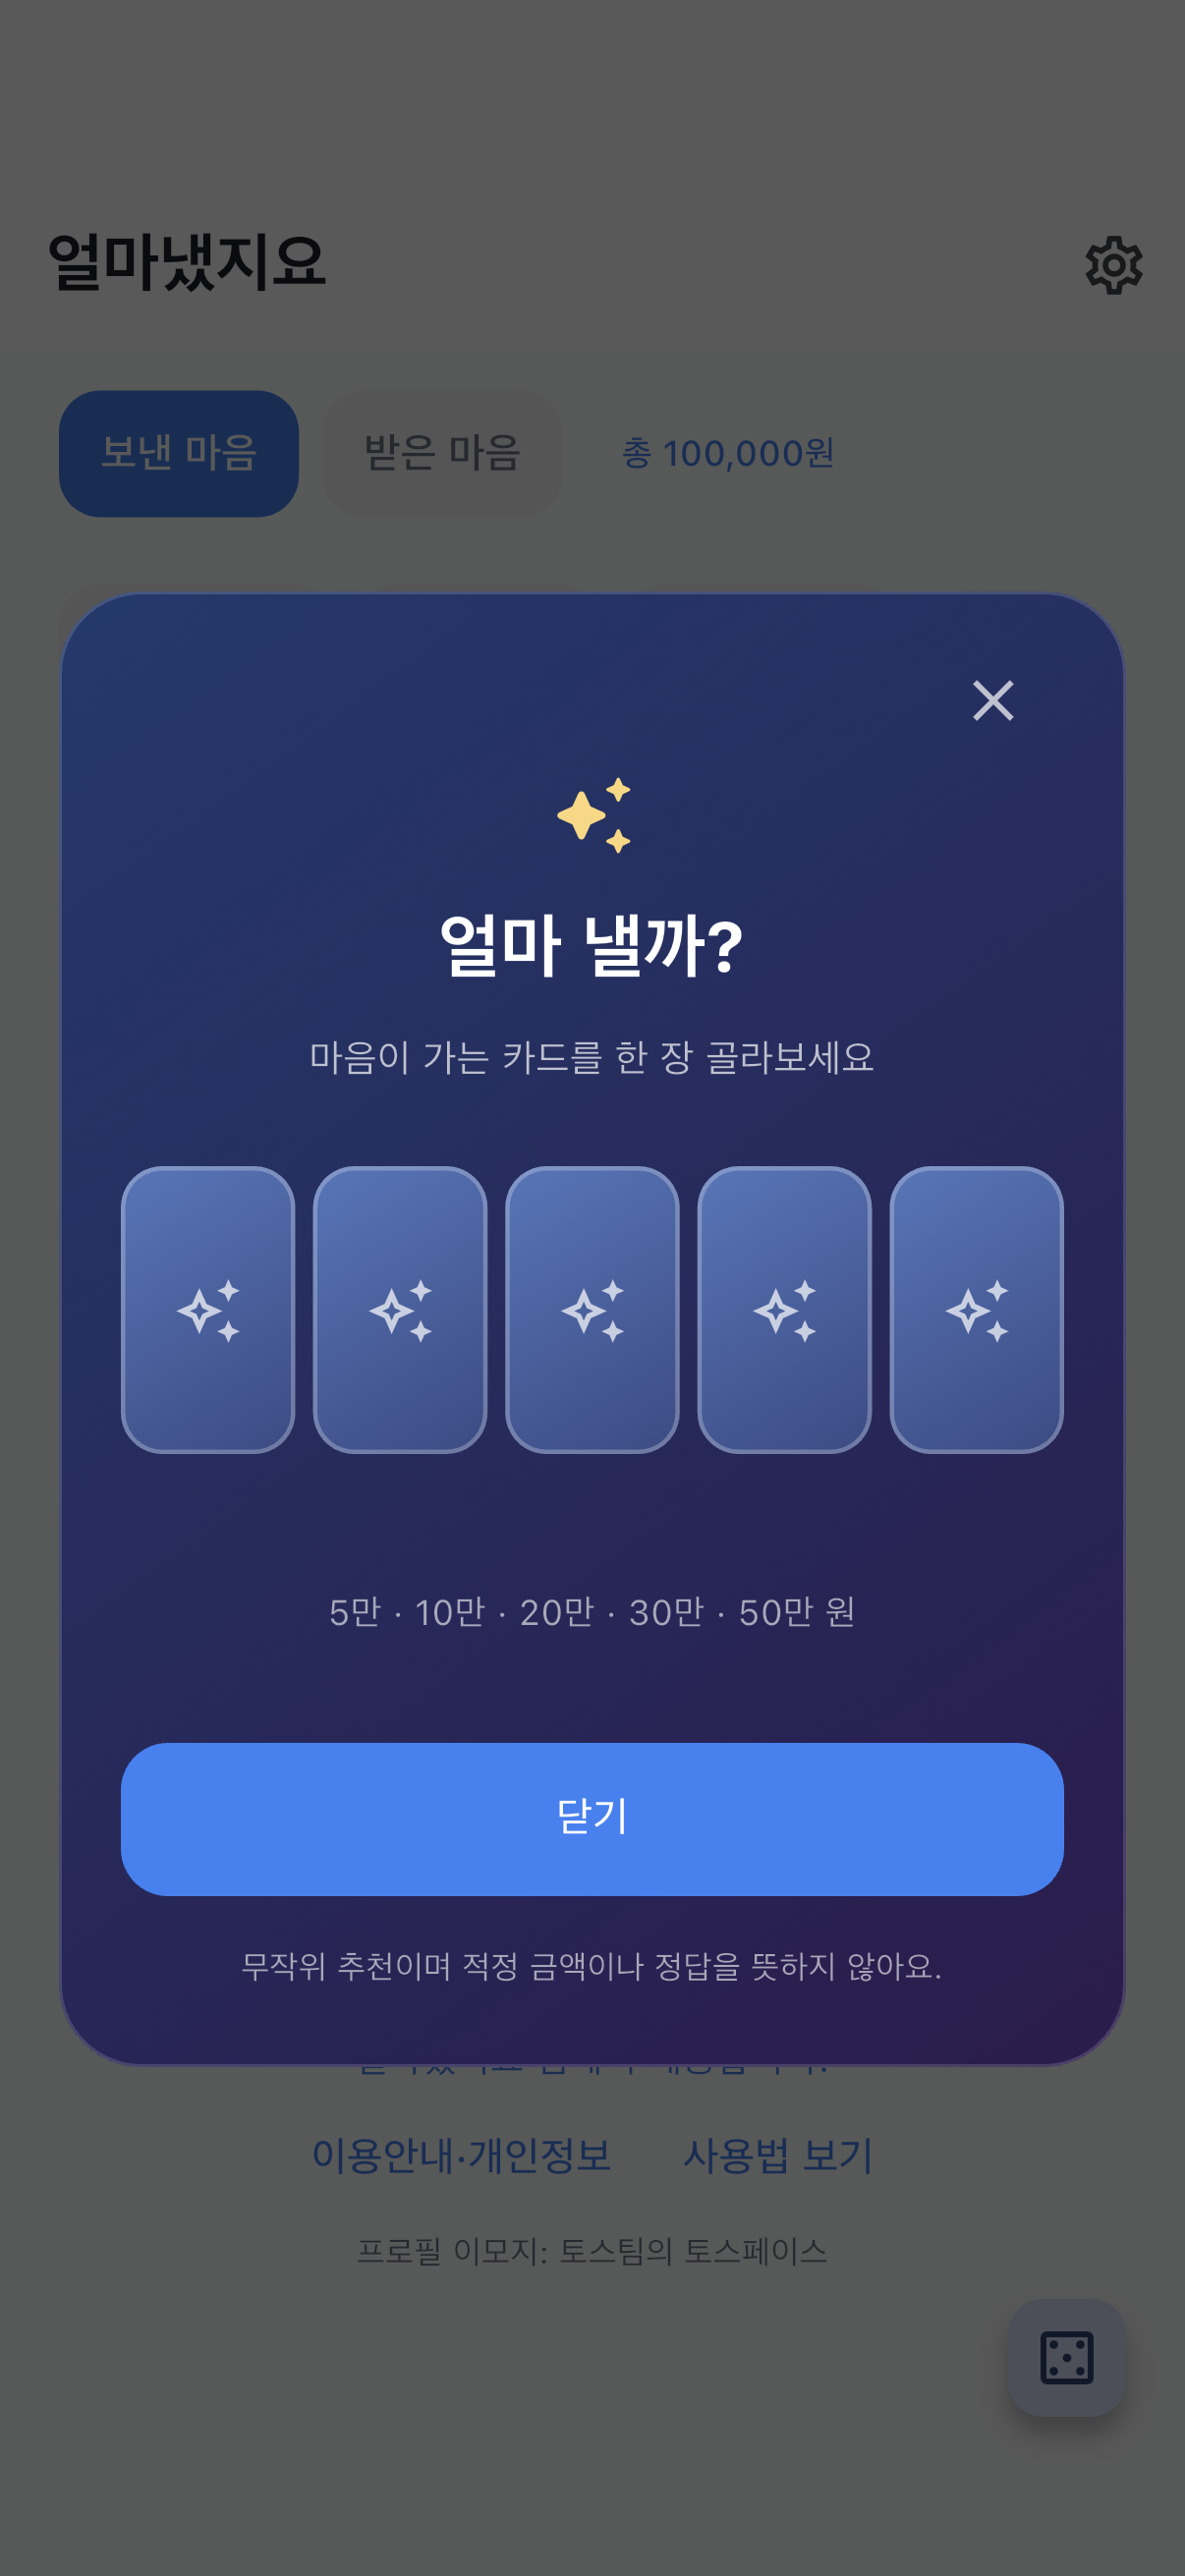 얼마냈지요
보낸 마음 받은 마음 총 100,000원
얼마 낼까?
마음이 가는 카드를 한 장 골라보세요
5만 · 10만 · 20만 · 30만 · 50만 원
닫기
무작위 추천이며 적정 금액이나 정답을 뜻하지 않아요.
이용안내·개인정보 사용법 보기
프로필 이모지: 토스팀의 토스페이스